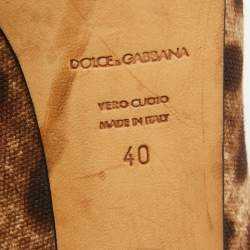 DOLCE & GABBANA
VERO CUOIO
MADE IN ITALY
40